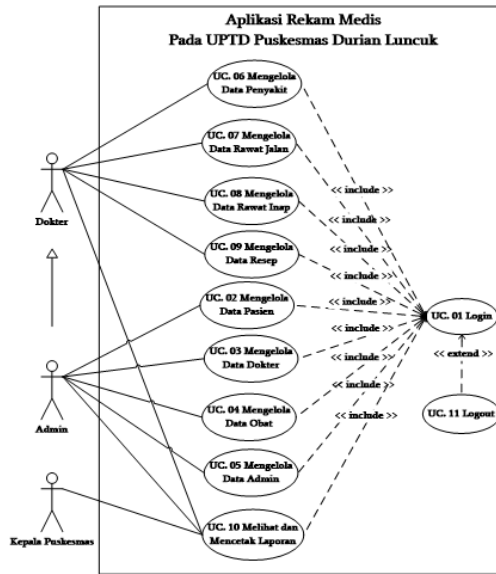 Aplikasi Rekam Medis
Pada UPTD Puskesmas Durian Luncuk
UC. 06 Mengelola
Data Penyakit
UC. 07 Mengelola
Data Rawat Jalan
<< include >>
UC. 08 Mengelola
Data Rawat Inap
<< include >>
Dokter
<< include >>
UC. 09 Mengelola
Data Resep
<< include >>
UC. 02 Mengelola
Data Pasien
<< include >>
UC. 01 Login
<< include >>
UC. 03 Mengelola
Data Dokter
<< include >>
<< extend >>
Admin
UC. 04 Mengelola
Data Obat
<< include >>
UC. 11 Logout
<< include >>
UC. 05 Mengelola
Data Admin
UC. 10 Melihat dan
Mencetak Laporan
Kepala Puskesmas